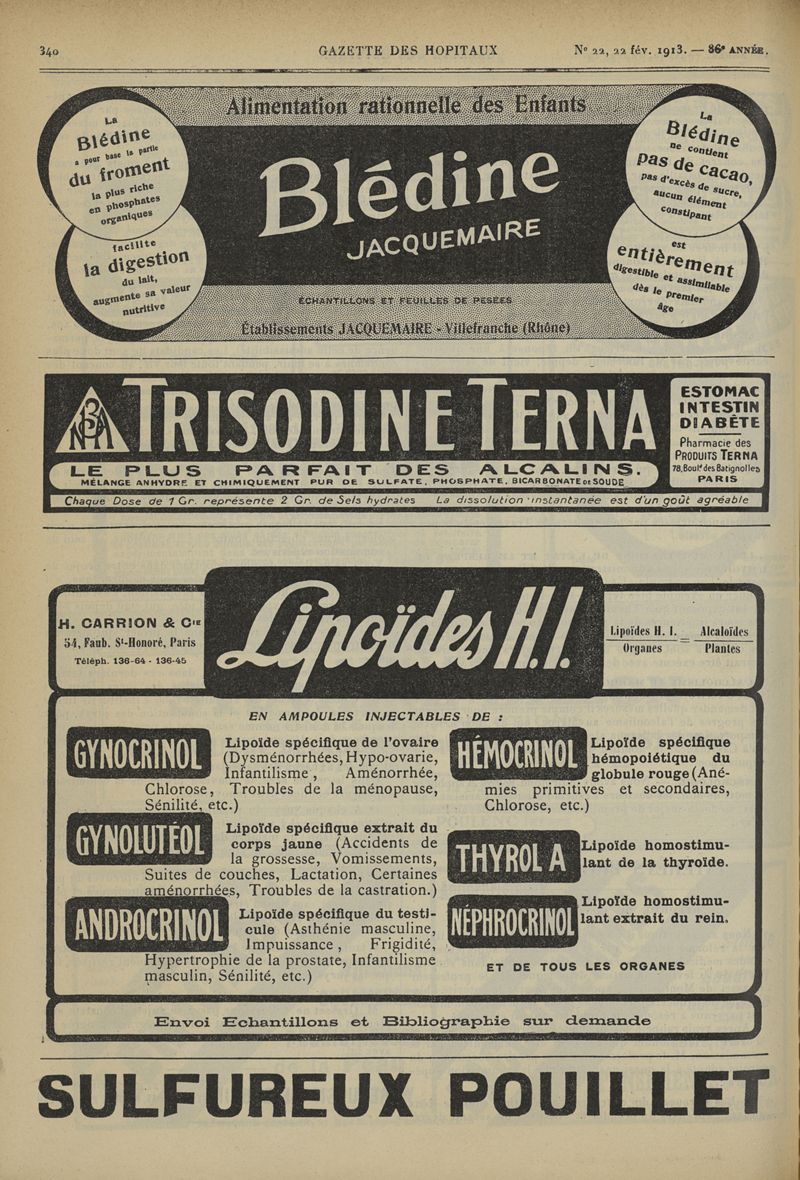 340 GAZETTE DES HOPITAUX N° 22, 22 fév. 1913. — 86e ANNÉE.
Alimentation rationnelle des Enfants
La
Blédine
a pour base la partie
du froment
la plus riche
en phosphates
organiques
facilite
la digestion
du lait,
augmente sa valeur
nutritive
Blédine
JACQUEMAIRE
La
Blédine
ne contient
pas de cacao,
pas d'excès de sucre,
aucun élément
constipant
est
entièrement
digestible et assimilable
dès le premier
âge
ÉCHANTILLONS ET FEUILLES DE PESÉES
Établissements JACQUEMAIRE - Villefranche (Rhône)
TRISODINE TERNA
LE PLUS PARFAIT DES ALCALINS.
MÉLANGE ANHYDRE ET CHIMIQUEMENT PUR DE SULFATE, PHOSPHATE, BICARBONATE DE SOUDE
ESTOMAC
INTESTIN
DIABÈTE
Pharmacie des
PRODUITS TERNA
78, Boult des Batignolles
PARIS
Chaque Dose de 1 Gr. représente 2 Gr. de Sels hydratés La dissolution instantanée est d'un goût agréable
H. CARRION & Cie
54, Faub. St-Honoré, Paris
Téléph. 136-64 - 136-45
Lipoïdes H.I.
Lipoïdes H. I. = Alcaloïdes
Organes Plantes
EN AMPOULES INJECTABLES DE :
GYNOCRINOL Lipoïde spécifique de l'ovaire
(Dysménorrhées, Hypo-ovarie,
Infantilisme, Aménorrhée,
Chlorose, Troubles de la ménopause,
Sénilité, etc.)
GYNOLUTÉOL Lipoïde spécifique extrait du
corps jaune (Accidents de
la grossesse, Vomissements,
Suites de couches, Lactation, Certaines
aménorrhées, Troubles de la castration.)
ANDROCRINOL Lipoïde spécifique du testi-
cule (Asthénie masculine,
Impuissance, Frigidité,
Hypertrophie de la prostate, Infantilisme
masculin, Sénilité, etc.)
HÉMOCRINOL Lipoïde spécifique
hémopoiétique du
globule rouge (Ané-
mies primitives et secondaires,
Chlorose, etc.)
THYROL A Lipoïde homostimu-
lant de la thyroïde.
NÉPHROCRINOL Lipoïde homostimu-
lant extrait du rein.
ET DE TOUS LES ORGANES
Envoi Echantillons et Bibliographie sur demande
SULFUREUX POUILLET